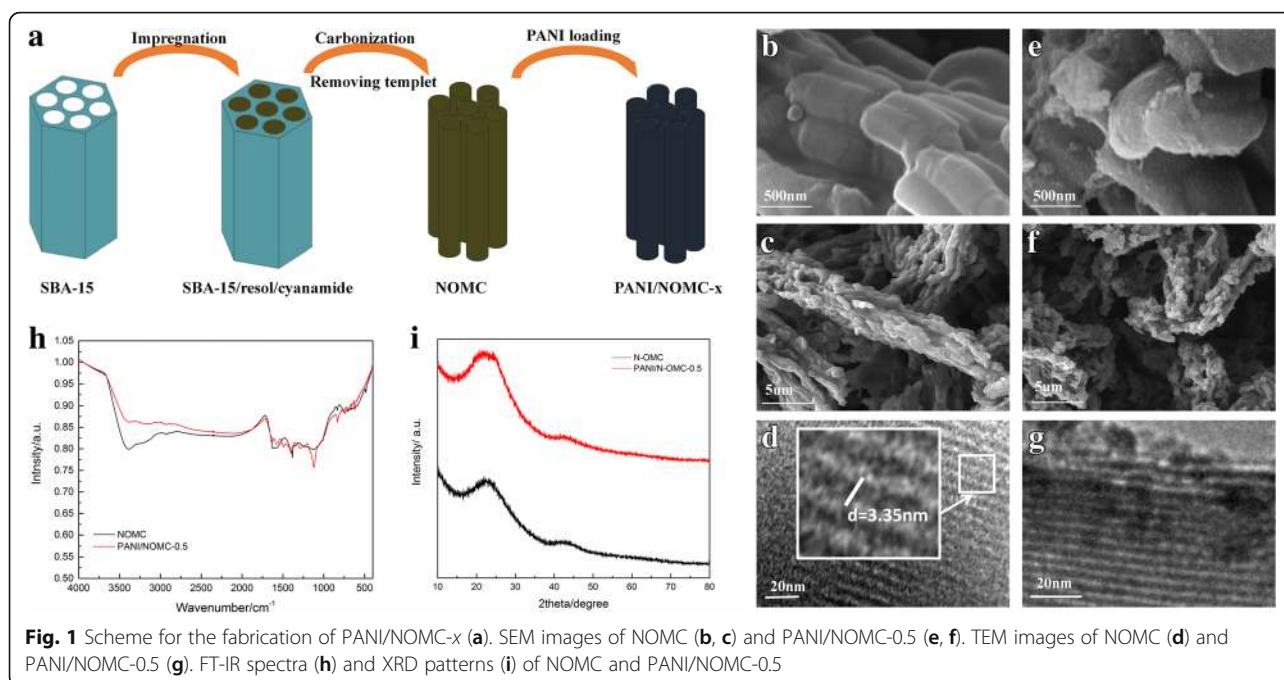 a
Impregnation
Carbonization
PANI loading
Removing templet
SBA-15
SBA-15/resol/cyanamide
NOMC
PANI/NOMC-x
b
500nm
e
500nm
c
5um
f
5um
d
d=3.35nm
20nm
g
20nm
h
Intnsity/a.u.
1.05
1.00
0.95
0.90
0.85
0.80
0.75
0.70
0.65
0.60
0.55
0.50
NOMC
PANI/NOMC-0.5
4000 3500 3000 2500 2000 1500 1000 500
Wavenumber/cm⁻¹
i
Intensity/ a.u.
N-OMC
PANI/N-OMC-0.5
10 20 30 40 50 60 70 80
2theta/degree
Fig. 1 Scheme for the fabrication of PANI/NOMC-x (a). SEM images of NOMC (b, c) and PANI/NOMC-0.5 (e, f). TEM images of NOMC (d) and
PANI/NOMC-0.5 (g). FT-IR spectra (h) and XRD patterns (i) of NOMC and PANI/NOMC-0.5